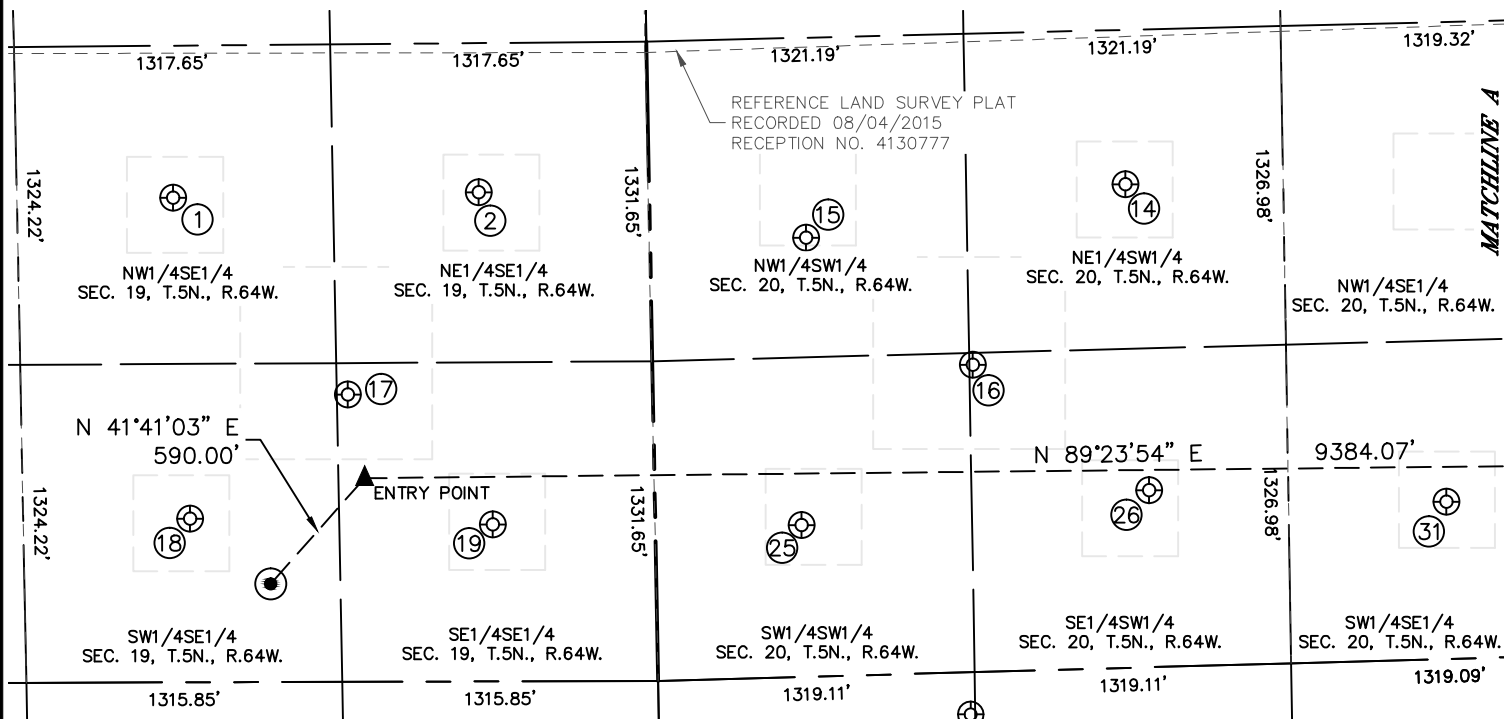 1317.65'
1317.65'
1321.19'
1321.19'
1319.32'
REFERENCE LAND SURVEY PLAT
RECORDED 08/04/2015
RECEPTION NO. 4130777
MATCHLINE A
1324.22'
1
2
1331.65'
15
14
1326.98'
NW1/4SE1/4
SEC. 19, T.5N., R.64W.
NE1/4SE1/4
SEC. 19, T.5N., R.64W.
NW1/4SW1/4
SEC. 20, T.5N., R.64W.
NE1/4SW1/4
SEC. 20, T.5N., R.64W.
NW1/4SE1/4
SEC. 20, T.5N., R.64W.
17
16
N 41°41'03" E
590.00'
N 89°23'54" E
9384.07'
ENTRY POINT
1324.22'
18
19
1331.65'
25
26
1326.98'
31
SW1/4SE1/4
SEC. 19, T.5N., R.64W.
SE1/4SE1/4
SEC. 19, T.5N., R.64W.
SW1/4SW1/4
SEC. 20, T.5N., R.64W.
SE1/4SW1/4
SEC. 20, T.5N., R.64W.
SW1/4SE1/4
SEC. 20, T.5N., R.64W.
1315.85'
1315.85'
1319.11'
1319.11'
1319.09'